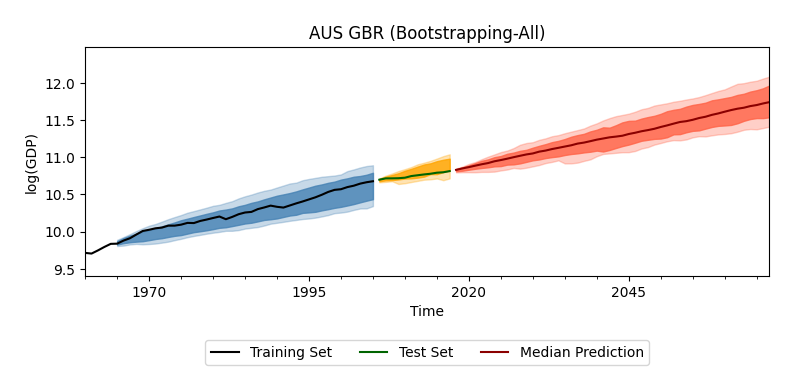 AUS GBR (Bootstrapping-All)
log(GDP)
12.0
11.5
11.0
10.5
10.0
9.5
1970 1995 2020 2045
Time
Training Set Test Set Median Prediction